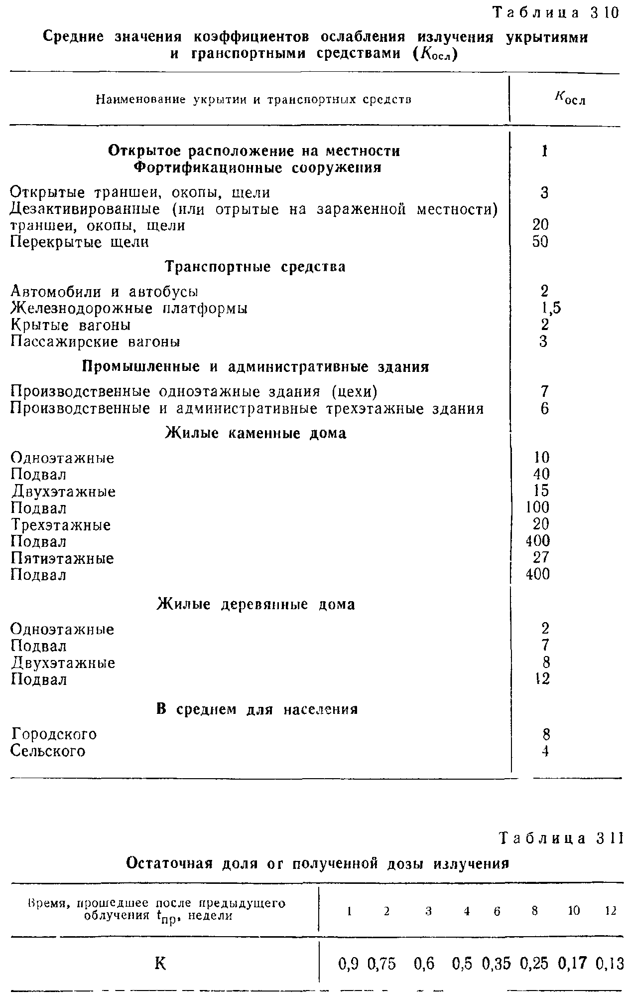 Таблица 3 10
Средние значения коэффициентов ослабления излучения укрытиями
и гранспортными средствами (Kосл)
Наименование укрытии и транспортных средств
Kосл
Открытое расположение на местности 1
Фортификационные сооружения
Открытые траншеи, окопы, щели 3
Дезактивированные (или отрытые на зараженной местности)
траншеи, окопы, щели 20
Перекрытые щели 50
Транспортные средства
Автомобили и автобусы 2
Железнодорожные платформы 1,5
Крытые вагоны 2
Пассажирские вагоны 3
Промышленные и административные здания
Производственные одноэтажные здания (цехи) 7
Производственные и административные трехэтажные здания 6
Жилые каменные дома
Одноэтажные 10
Подвал 40
Двухэтажные 15
Подвал 100
Трехэтажные 20
Подвал 400
Пятиэтажные 27
Подвал 400
Жилые деревянные дома
Одноэтажные 2
Подвал 7
Двухэтажные 8
Подвал 12
В среднем для населения
Городского 8
Сельского 4
Таблица 3 11
Остаточная доля от полученной дозы излучения
Время, прошедшее после предыдущего
облучения tпр, недели
1 2 3 4 6 8 10 12
К 0,9 0,75 0,6 0,5 0,35 0,25 0,17 0,13